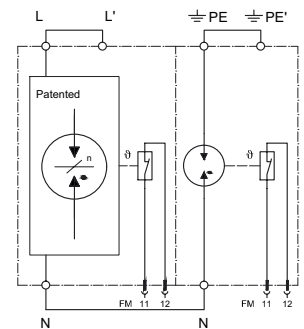 L L' PE PE'
Patented
n
ϑ ϑ
FM 11 12 FM 11 12
N N